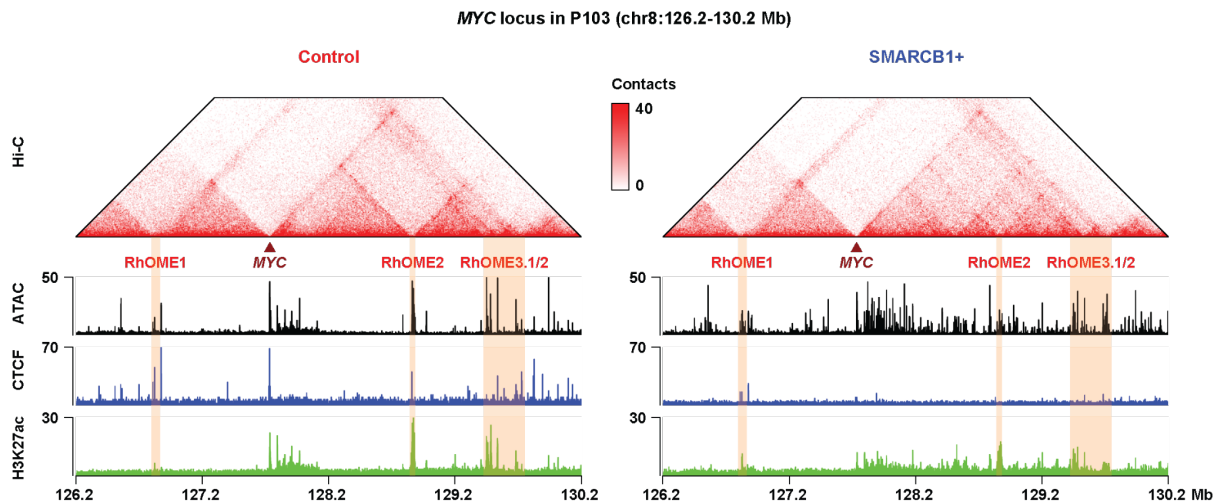 MYC locus in P103 (chr8:126.2-130.2 Mb)
Control
SMARCB1+
Hi-C
Contacts
40
0
RhOME1 MYC RhOME2 RhOME3.1/2
RhOME1 MYC RhOME2 RhOME3.1/2
ATAC
50
50
CTCF
70
70
H3K27ac
30
30
126.2 127.2 128.2 129.2 130.2
126.2 127.2 128.2 129.2 130.2 Mb